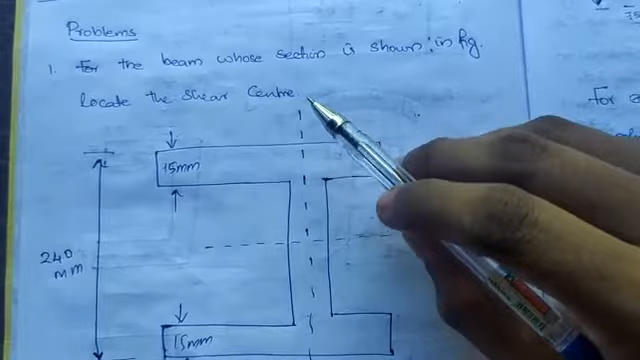 Problems
1. For the beam whose section is shown in fig.
Locate the shear centre.
15mm
240
mm
15mm
For